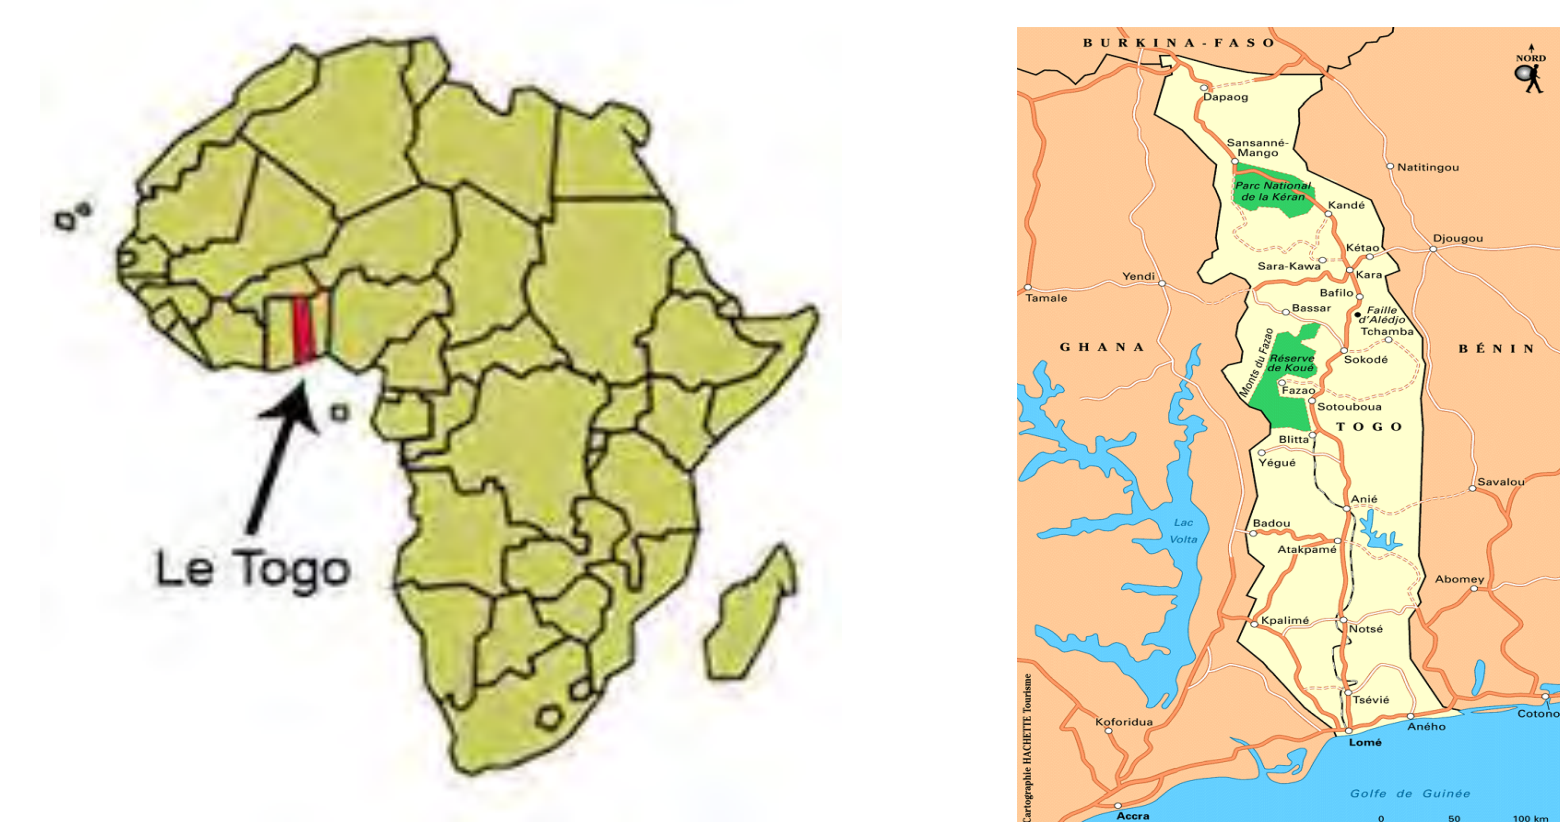 Le Togo
BURKINA-FASO
NORD
Dapaog
Sansanné-
Mango
Natitingou
Parc National
de la Kéran
Kandé
Djougou
Kétao
Sara-Kawa
Kara
Yendi
Tamale
Bafilo
Bassar
Faille
d'Alédjo
Tchamba
GHANA
BÉNIN
Monts du Fazao
Réserve
de Koué
Sokodé
Fazao
Sotouboua
TOGO
Blitta
Yégué
Savalou
Anié
Lac
Volta
Badou
Atakpamé
Abomey
Kpalimé
Notsé
Tsévié
Koforidua
Aného
Cotono
Lomé
Golfe de Guinée
Accra
0 50 100 km
Cartographie HACHETTE Tourisme